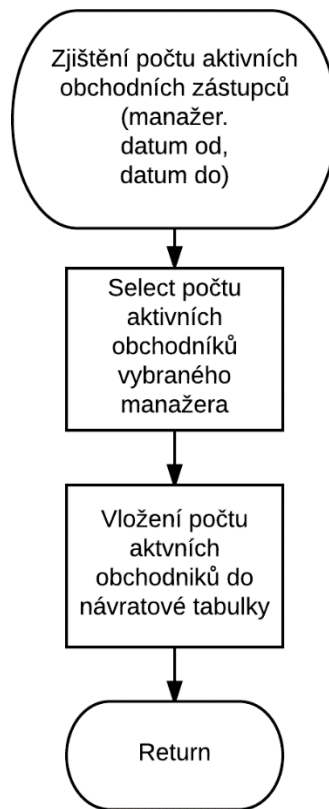 Zjištění počtu aktivních
obchodních zástupců
(manažer.
datum od,
datum do)
Select počtu
aktivních
obchodníků
vybraného
manažera
Vložení počtu
aktvních
obchodniků do
návratové tabulky
Return